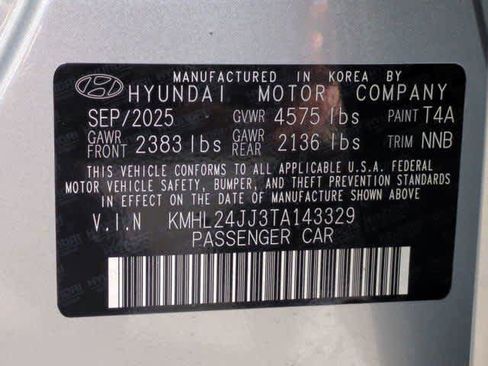 MANUFACTURED IN KOREA BY
HYUNDAI MOTOR COMPANY
SEP/2025 GVWR 4575 lbs PAINT T4A
GAWR FRONT 2383 lbs GAWR REAR 2136 lbs TRIM NNB
THIS VEHICLE CONFORMS TO ALL APPLICABLE U.S.A. FEDERAL
MOTOR VEHICLE SAFETY, BUMPER, AND THEFT PREVENTION STANDARDS
IN EFFECT ON THE DATE OF MANUFACTURE SHOWN ABOVE.
V.I.N KMHL24JJ3TA143329
PASSENGER CAR